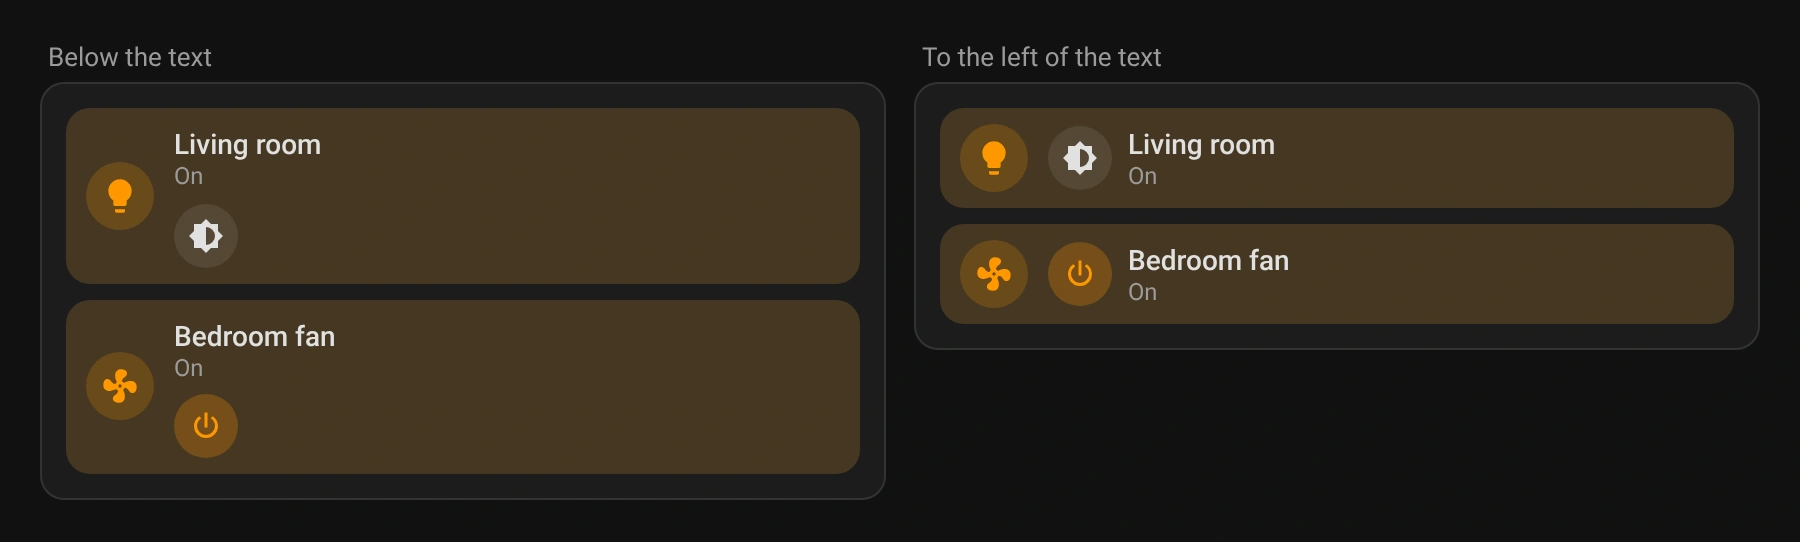 Below the text
Living room
On
Bedroom fan
On
To the left of the text
Living room
On
Bedroom fan
On